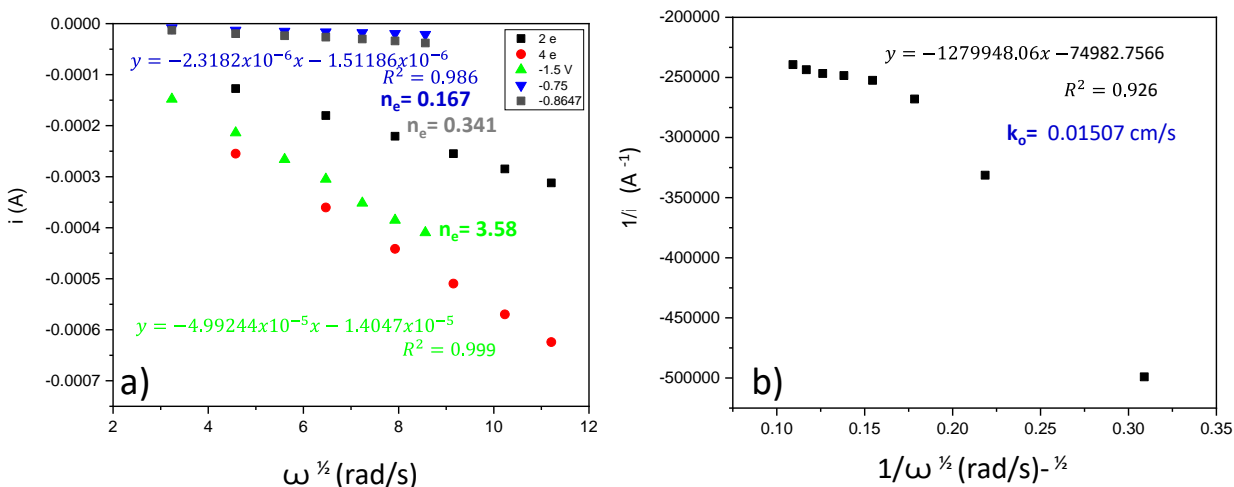 0.0000
-0.0001
-0.0002
-0.0003
-0.0004
-0.0005
-0.0006
-0.0007
i (A)
2
4
6
8
10
12
ω ½ (rad/s)
y = −2.3182x10⁻⁶x − 1.51186x10⁻⁶
R² = 0.986
nₑ= 0.167
nₑ= 0.341
2 e
4 e
-1.5 V
-0.75
-0.8647
nₑ= 3.58
y = −4.99244x10⁻⁵x − 1.4047x10⁻⁵
R² = 0.999
a)
-200000
-250000
-300000
-350000
-400000
-450000
-500000
1/i (A⁻¹)
0.10
0.15
0.20
0.25
0.30
0.35
1/ω ½ (rad/s)-½
y = −1279948.06x −74982.7566
R² = 0.926
kₒ= 0.01507 cm/s
b)